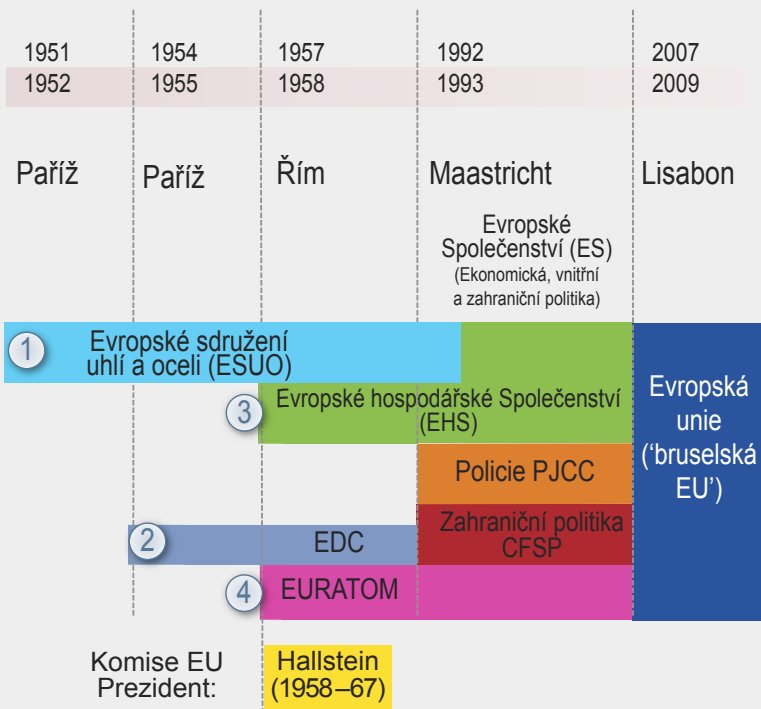 1951 1954 1957 1992 2007
1952 1955 1958 1993 2009
Paříž Paříž Řím Maastricht Lisabon
Evropské
Společenství (ES)
(Ekonomická, vnitřní
a zahraniční politika)
1
Evropské sdružení
uhlí a oceli (ESUO)
3
Evropské hospodářské Společenství
(EHS)
Evropská
unie
(‘bruselská
EU’)
Policie PJCC
2
EDC
Zahraniční politika
CFSP
4
EURATOM
Komise EU
Prezident:
Hallstein
(1958–67)